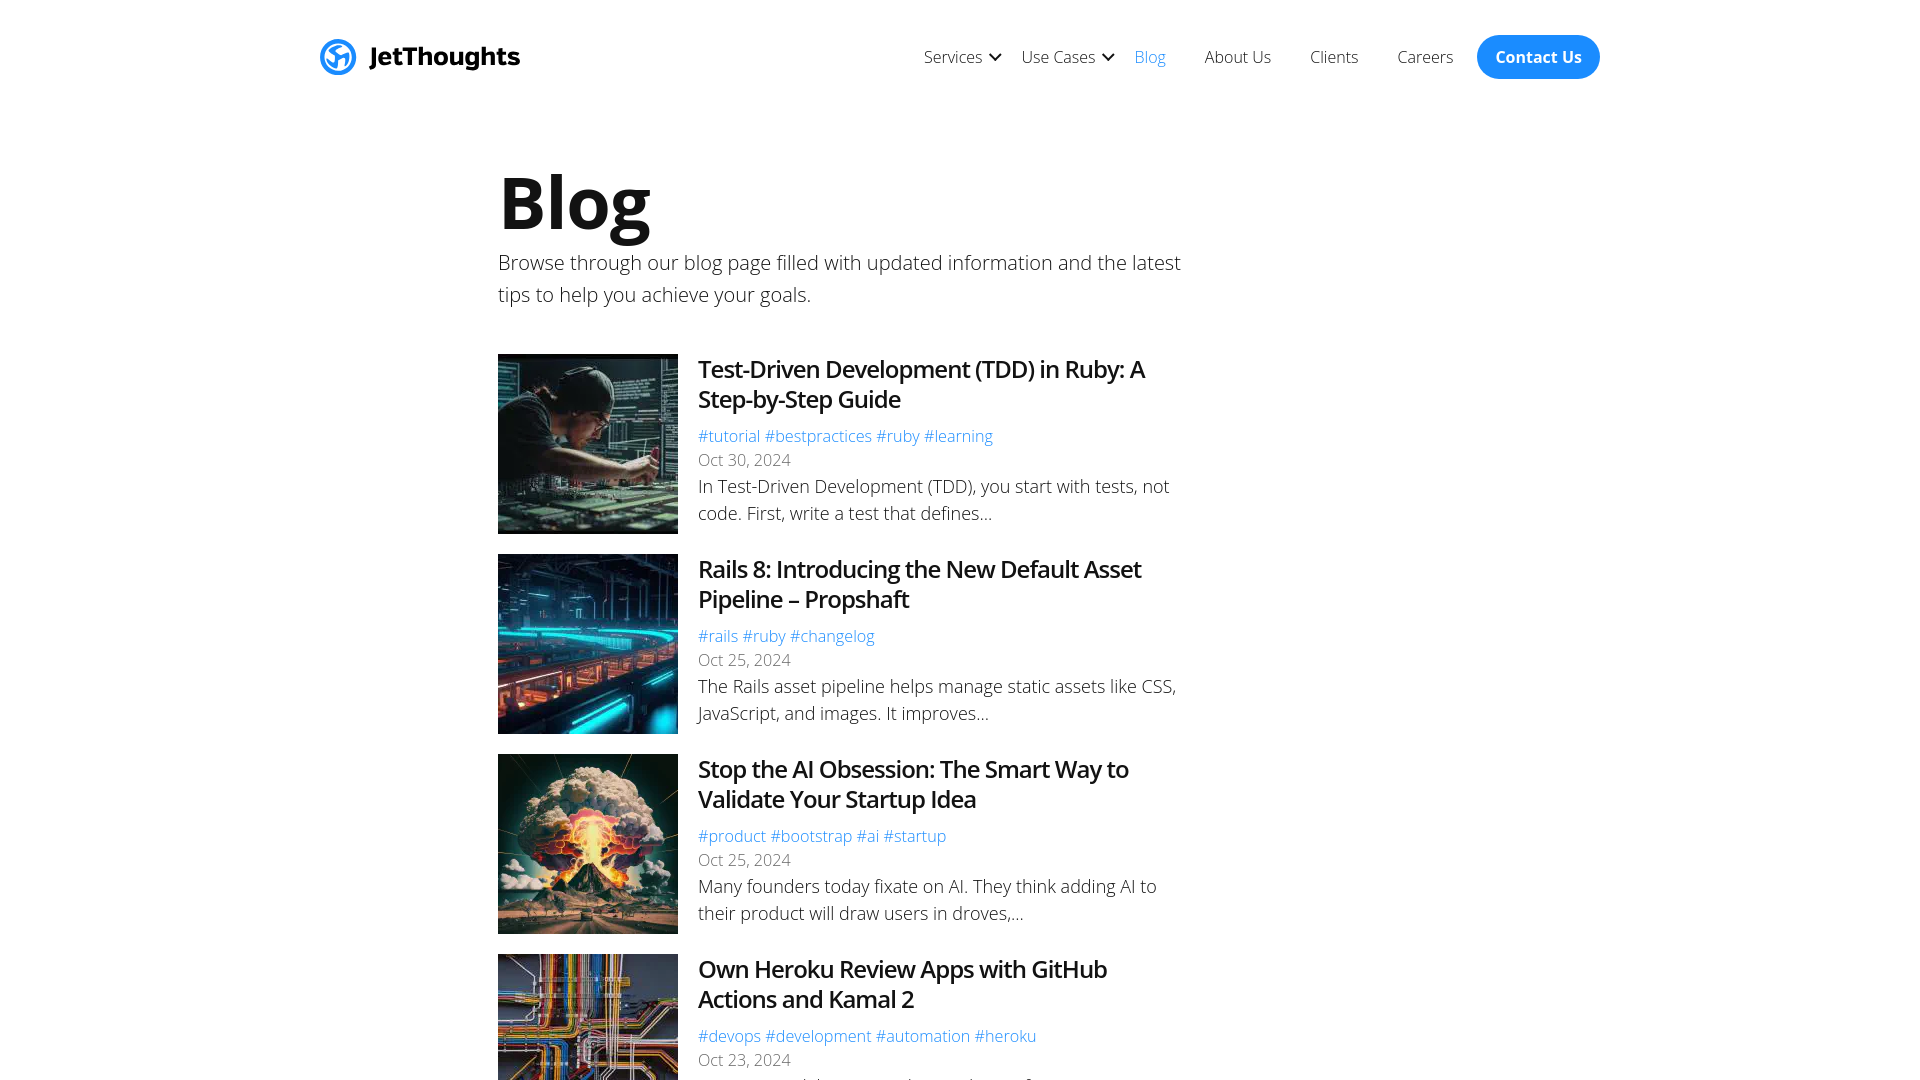 JetThoughts
Services
Use Cases
Blog
About Us
Clients
Careers
Contact Us
Blog
Browse through our blog page filled with updated information and the latest
tips to help you achieve your goals.
Test-Driven Development (TDD) in Ruby: A
Step-by-Step Guide
#tutorial #bestpractices #ruby #learning
Oct 30, 2024
In Test-Driven Development (TDD), you start with tests, not
code. First, write a test that defines...
Rails 8: Introducing the New Default Asset
Pipeline – Propshaft
#rails #ruby #changelog
Oct 25, 2024
The Rails asset pipeline helps manage static assets like CSS,
JavaScript, and images. It improves...
Stop the AI Obsession: The Smart Way to
Validate Your Startup Idea
#product #bootstrap #ai #startup
Oct 25, 2024
Many founders today fixate on AI. They think adding AI to
their product will draw users in droves,...
Own Heroku Review Apps with GitHub
Actions and Kamal 2
#devops #development #automation #heroku
Oct 23, 2024